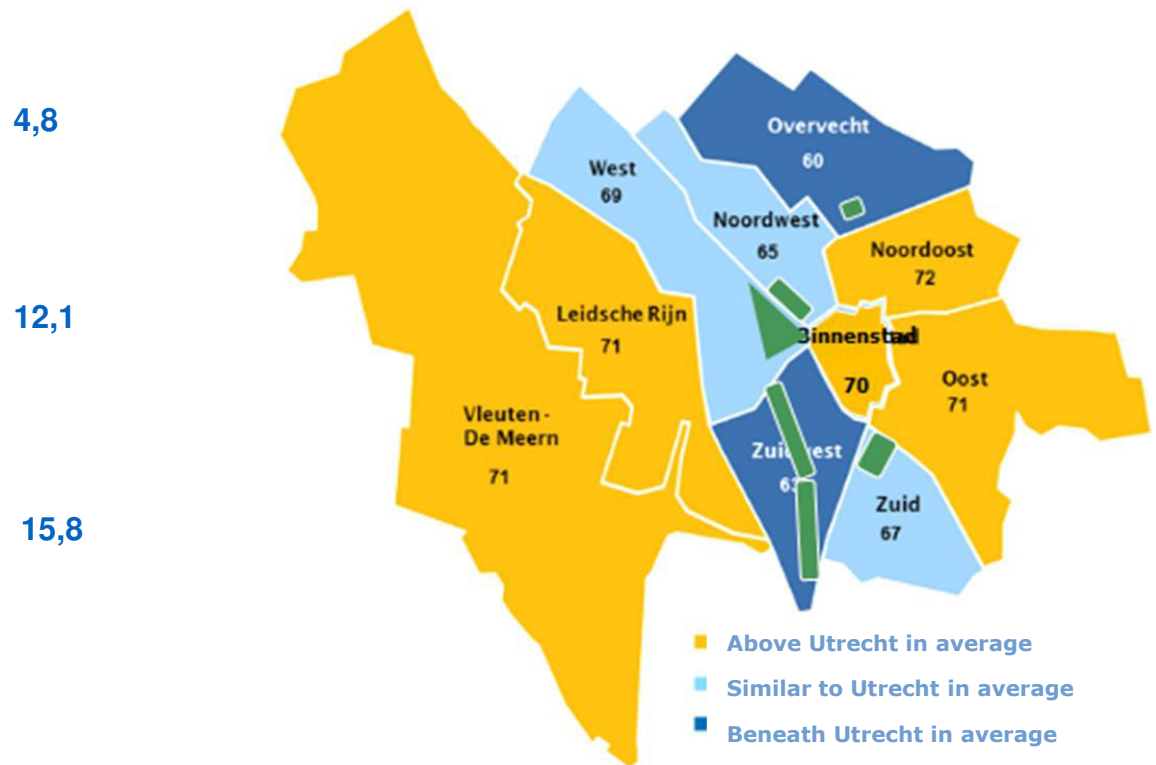 4,8
12,1
15,8
Overvecht
60
West
69
Noordwest
65
Noordoost
72
Leidsche Rijn
71
Binnenstad
70
Oost
71
Vleuten -
De Meern
71
63
Zuid
67
Above Utrecht in average
Similar to Utrecht in average
Beneath Utrecht in average